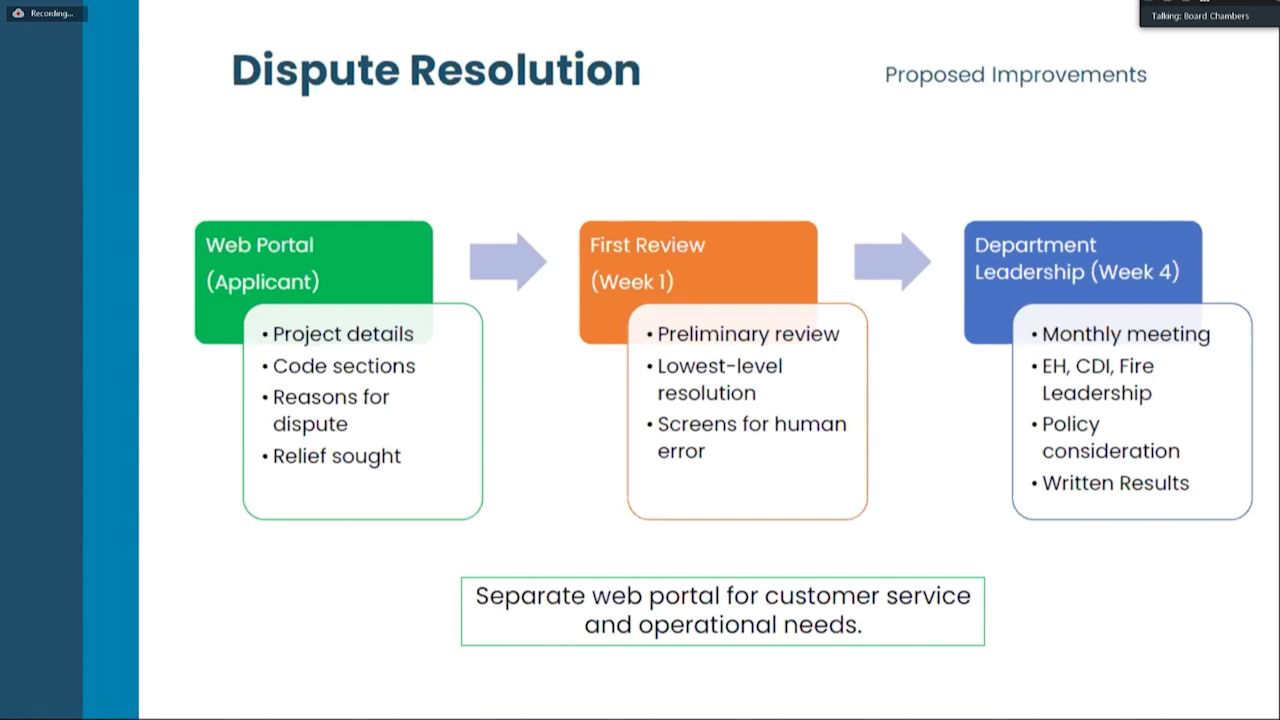 Recording...
Talking: Board Chambers
Dispute Resolution
Proposed Improvements
Web Portal
(Applicant)
• Project details
• Code sections
• Reasons for
dispute
• Relief sought
First Review
(Week 1)
• Preliminary review
• Lowest-level
resolution
• Screens for human
error
Department
Leadership (Week 4)
• Monthly meeting
• EH, CDI, Fire
Leadership
• Policy
consideration
• Written Results
Separate web portal for customer service
and operational needs.